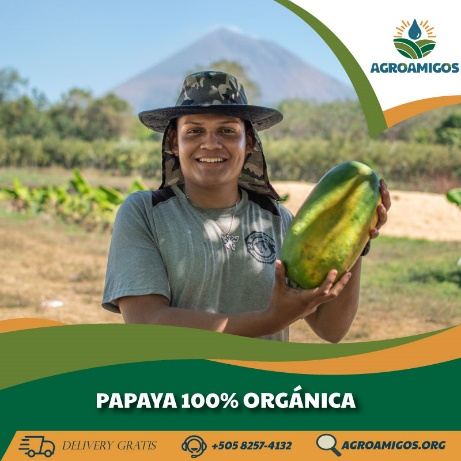 AGROAMIGOS
PAPAYA 100% ORGÁNICA
DELIVERY GRATIS
+505 8257-4132
AGROAMIGOS.ORG